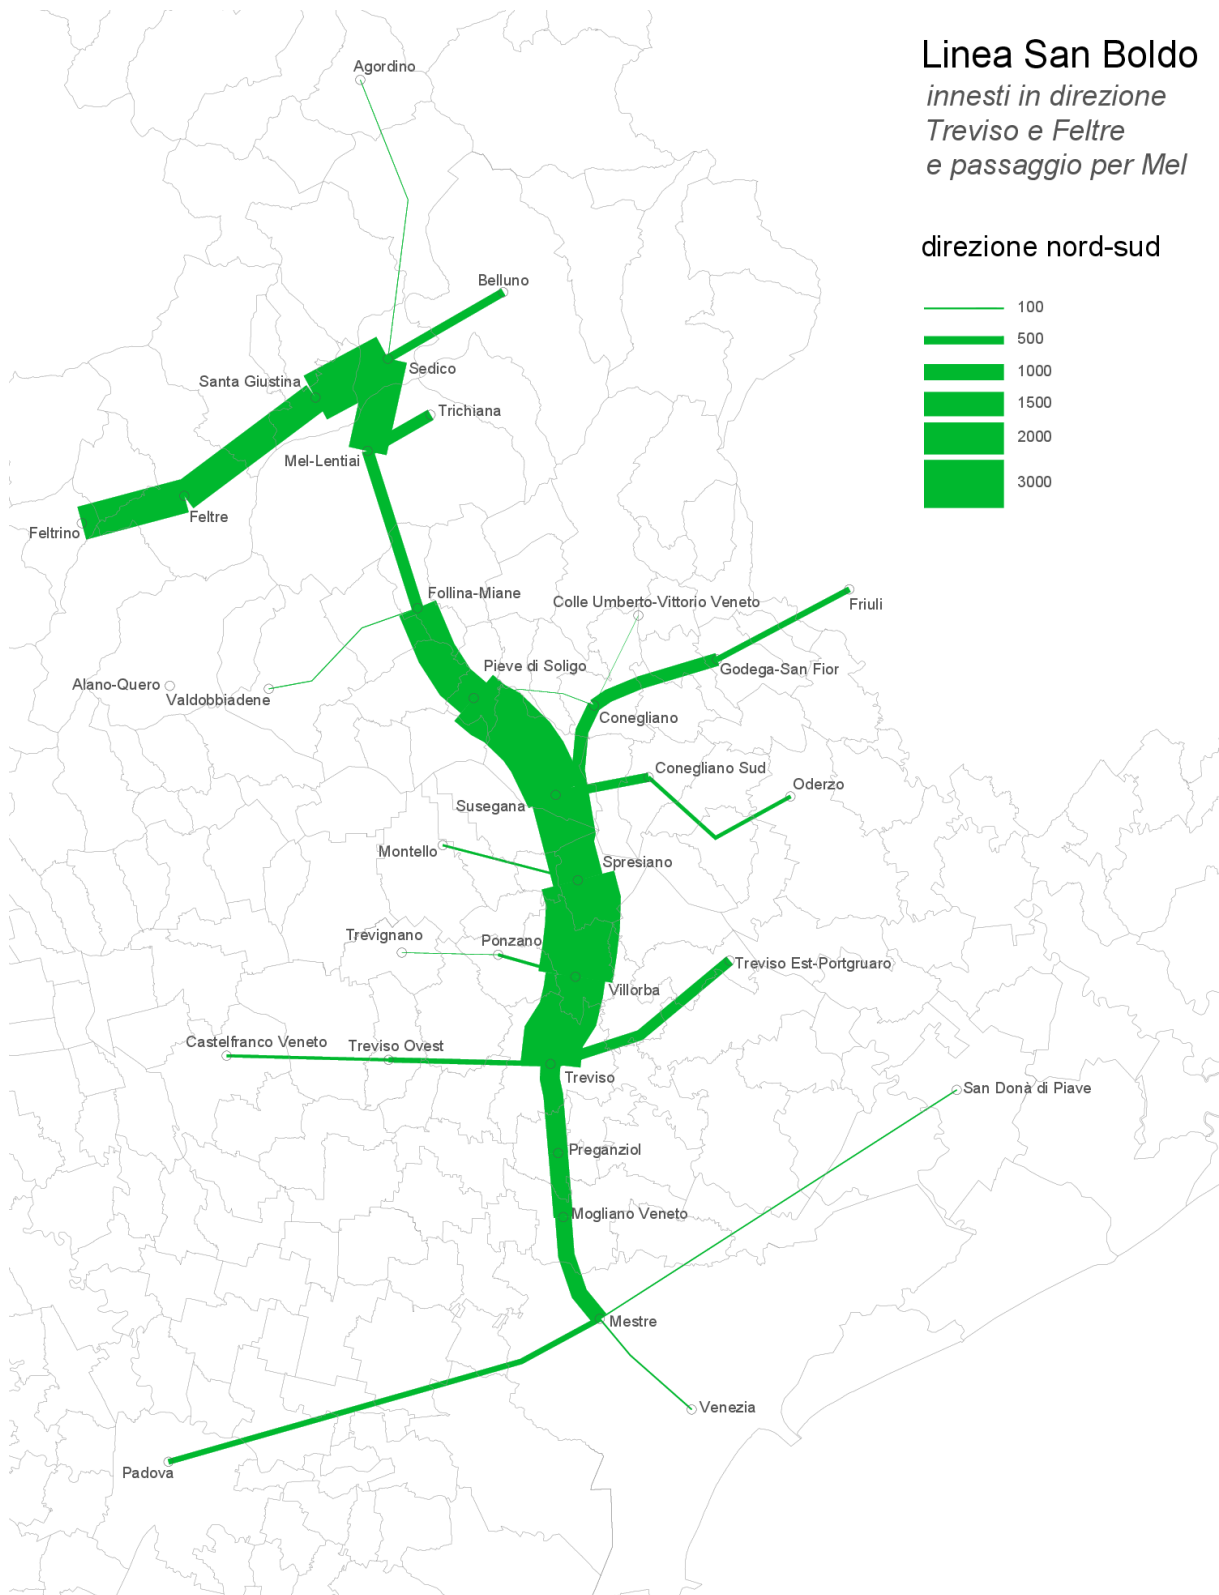 Linea San Boldo
innesti in direzione
Treviso e Feltre
e passaggio per Mel
direzione nord-sud
100
500
1000
1500
2000
3000
Agordino
Belluno
Sedico
Santa Giustina
Trichiana
Mel-Lentiai
Feltre
Feltrino
Follina-Miane
Colle Umberto-Vittorio Veneto
Friuli
Pieve di Soligo
Godega-San Fior
Alano-Quero
Valdobbiadene
Conegliano
Conegliano Sud
Oderzo
Susegana
Montello
Spresiano
Trevignano
Ponzano
Treviso Est-Portgruaro
Villorba
Castelfranco Veneto
Treviso Ovest
Treviso
San Donà di Piave
Preganziol
Mogliano Veneto
Mestre
Venezia
Padova